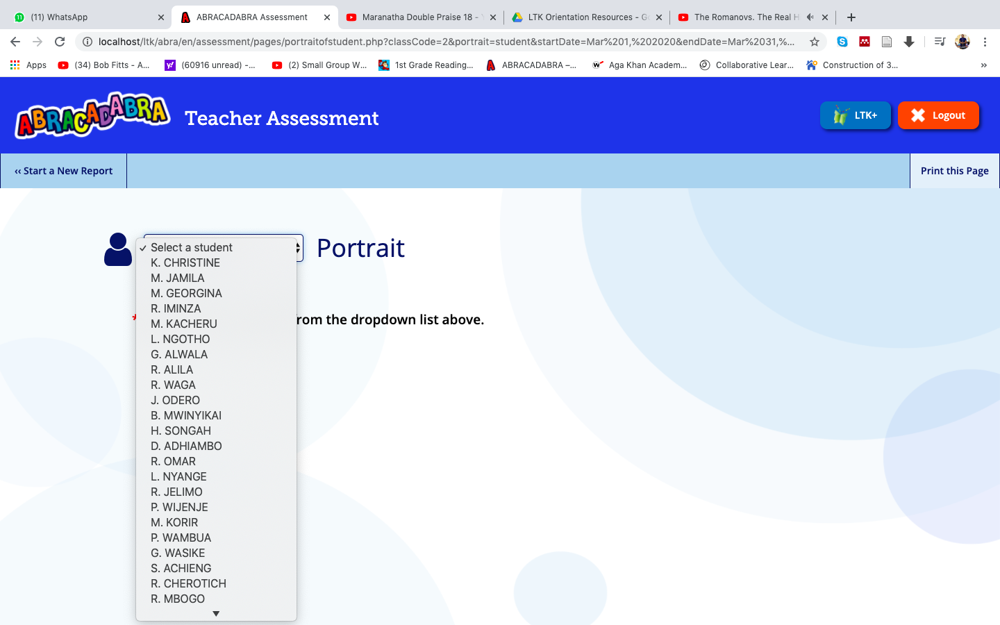 (11) WhatsApp
ABRACADABRA Assessment
Maranatha Double Praise 18 -
LTK Orientation Resources - G
The Romanovs. The Real H
localhost/ltk/abra/en/assessment/pages/portraitofstudent.php?classCode=2&portrait=student&startDate=Mar%201,%202020&endDate=Mar%2031,%...
Apps
(34) Bob Fitts - A...
(60916 unread) -...
(2) Small Group W...
1st Grade Reading...
ABRACADABRA –...
Aga Khan Academ...
Collaborative Lear...
Construction of 3...
»
ABRACADABRA
Teacher Assessment
LTK+
Logout
‹‹ Start a New Report
Print this Page
Select a student
Portrait
K. CHRISTINE
M. JAMILA
M. GEORGINA
R. IMINZA
M. KACHERU
* rom the dropdown list above.
L. NGOTHO
G. ALWALA
R. ALILA
R. WAGA
J. ODERO
B. MWINYIKAI
H. SONGAH
D. ADHIAMBO
R. OMAR
L. NYANGE
R. JELIMO
P. WIJENJE
M. KORIR
P. WAMBUA
G. WASIKE
S. ACHIENG
R. CHEROTICH
R. MBOGO